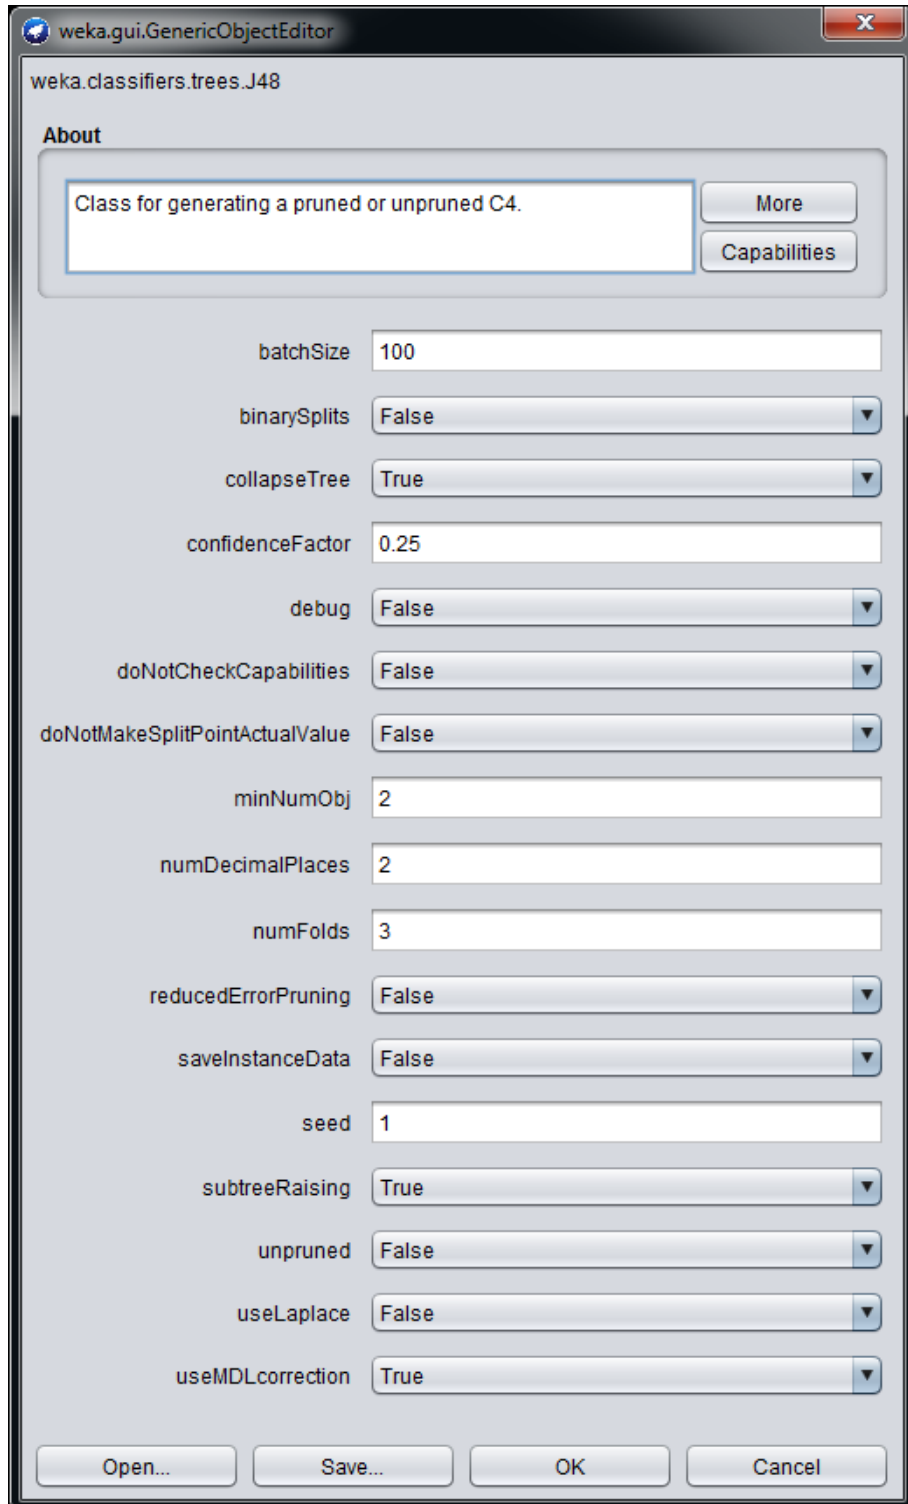 weka.gui.GenericObjectEditor
X
weka.classifiers.trees.J48
About
Class for generating a pruned or unpruned C4.
More
Capabilities
batchSize 100
binarySplits False
collapseTree True
confidenceFactor 0.25
debug False
doNotCheckCapabilities False
doNotMakeSplitPointActualValue False
minNumObj 2
numDecimalPlaces 2
numFolds 3
reducedErrorPruning False
saveInstanceData False
seed 1
subtreeRaising True
unpruned False
useLaplace False
useMDLcorrection True
Open... Save... OK Cancel